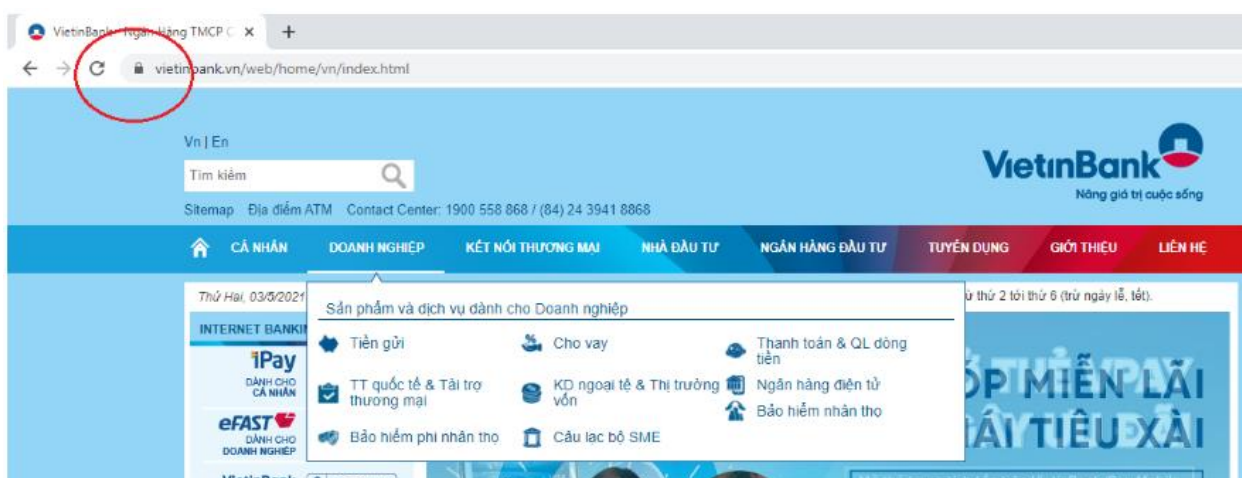 VietinBank - Ngân Hàng TMCP C
vietinbank.vn/web/home/vn/index.html
Vn | En
Tìm kiếm
VietinBank
Nâng giá trị cuộc sống
Sitemap Địa điểm ATM Contact Center: 1900 558 868 / (84) 24 3941 8868
CÁ NHÂN DOANH NGHIỆP KẾT NỐI THƯƠNG MẠI NHÀ ĐẦU TƯ NGÂN HÀNG ĐẦU TƯ TUYỂN DỤNG GIỚI THIỆU LIÊN HỆ
Thứ Hai, 03/5/2021
từ thứ 2 tới thứ 6 (trừ ngày lễ, tết).
Sản phẩm và dịch vụ dành cho Doanh nghiệp
Tiền gửi
Cho vay
Thanh toán & QL dòng
tiền
TT quốc tế & Tài trợ
thương mại
KD ngoại tệ & Thị trường
vốn
Ngân hàng điện tử
Bảo hiểm nhân thọ
Bảo hiểm phi nhân thọ
Câu lạc bộ SME
INTERNET BANKI
iPay
DÀNH CHO
CÁ NHÂN
eFAST
DÀNH CHO
DOANH NGHIỆP
VietinBank
MIỄN LÃI
TIÊU XÀI